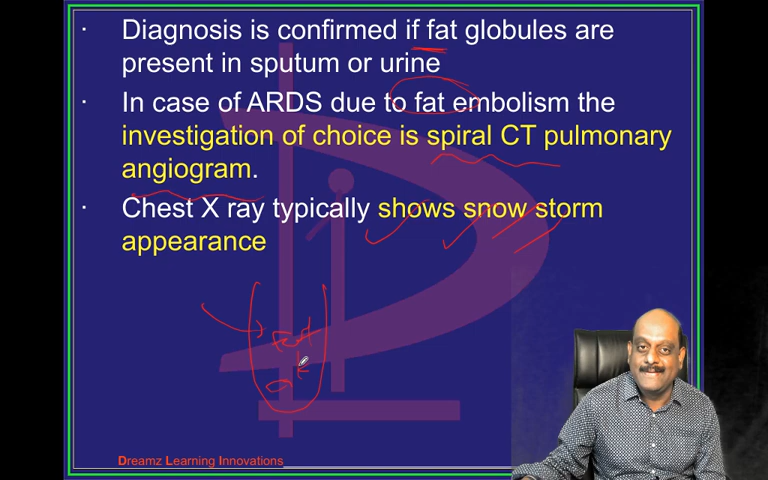 · Diagnosis is confirmed if fat globules are
present in sputum or urine
· In case of ARDS due to fat embolism the
investigation of choice is spiral CT pulmonary
angiogram.
· Chest X ray typically shows snow storm
appearance
Dreamz Learning Innovations